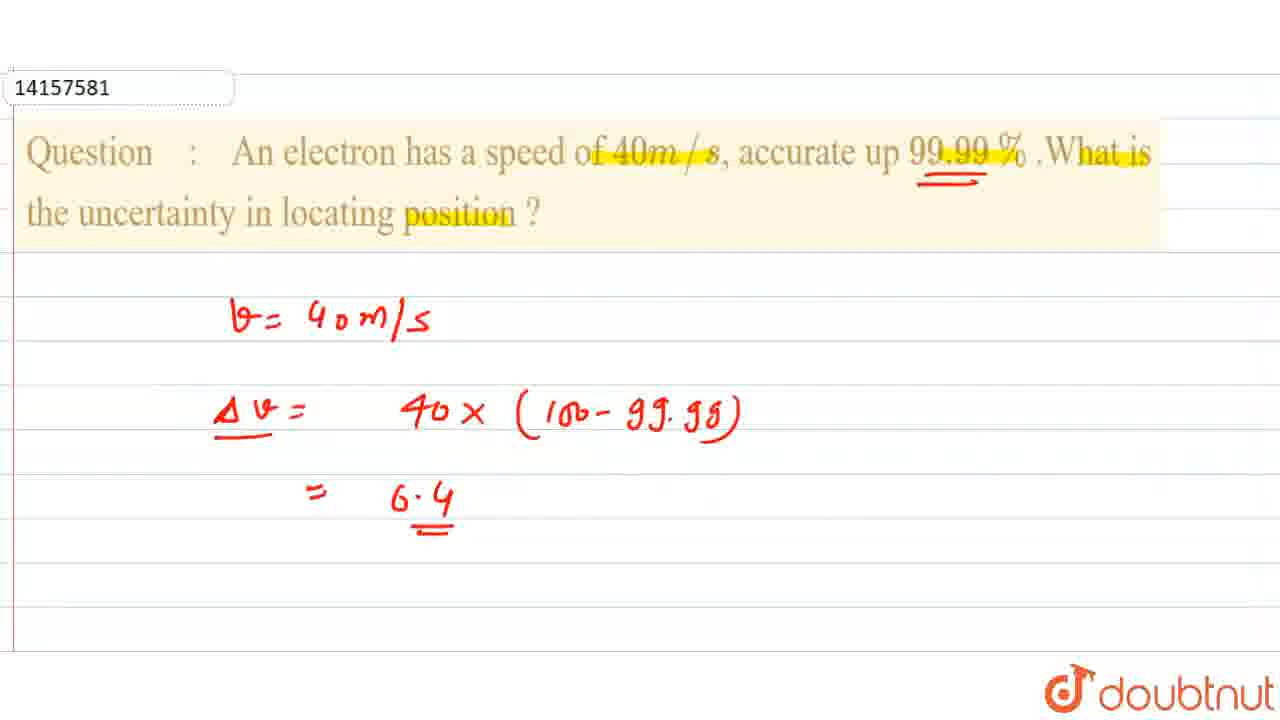 14157581
Question : An electron has a speed of 40m/s, accurate up 99.99% .What is
the uncertainty in locating position ?
v= 40m/s
Δv= 40 x (100-99.99)
= 0.4
doubtnut